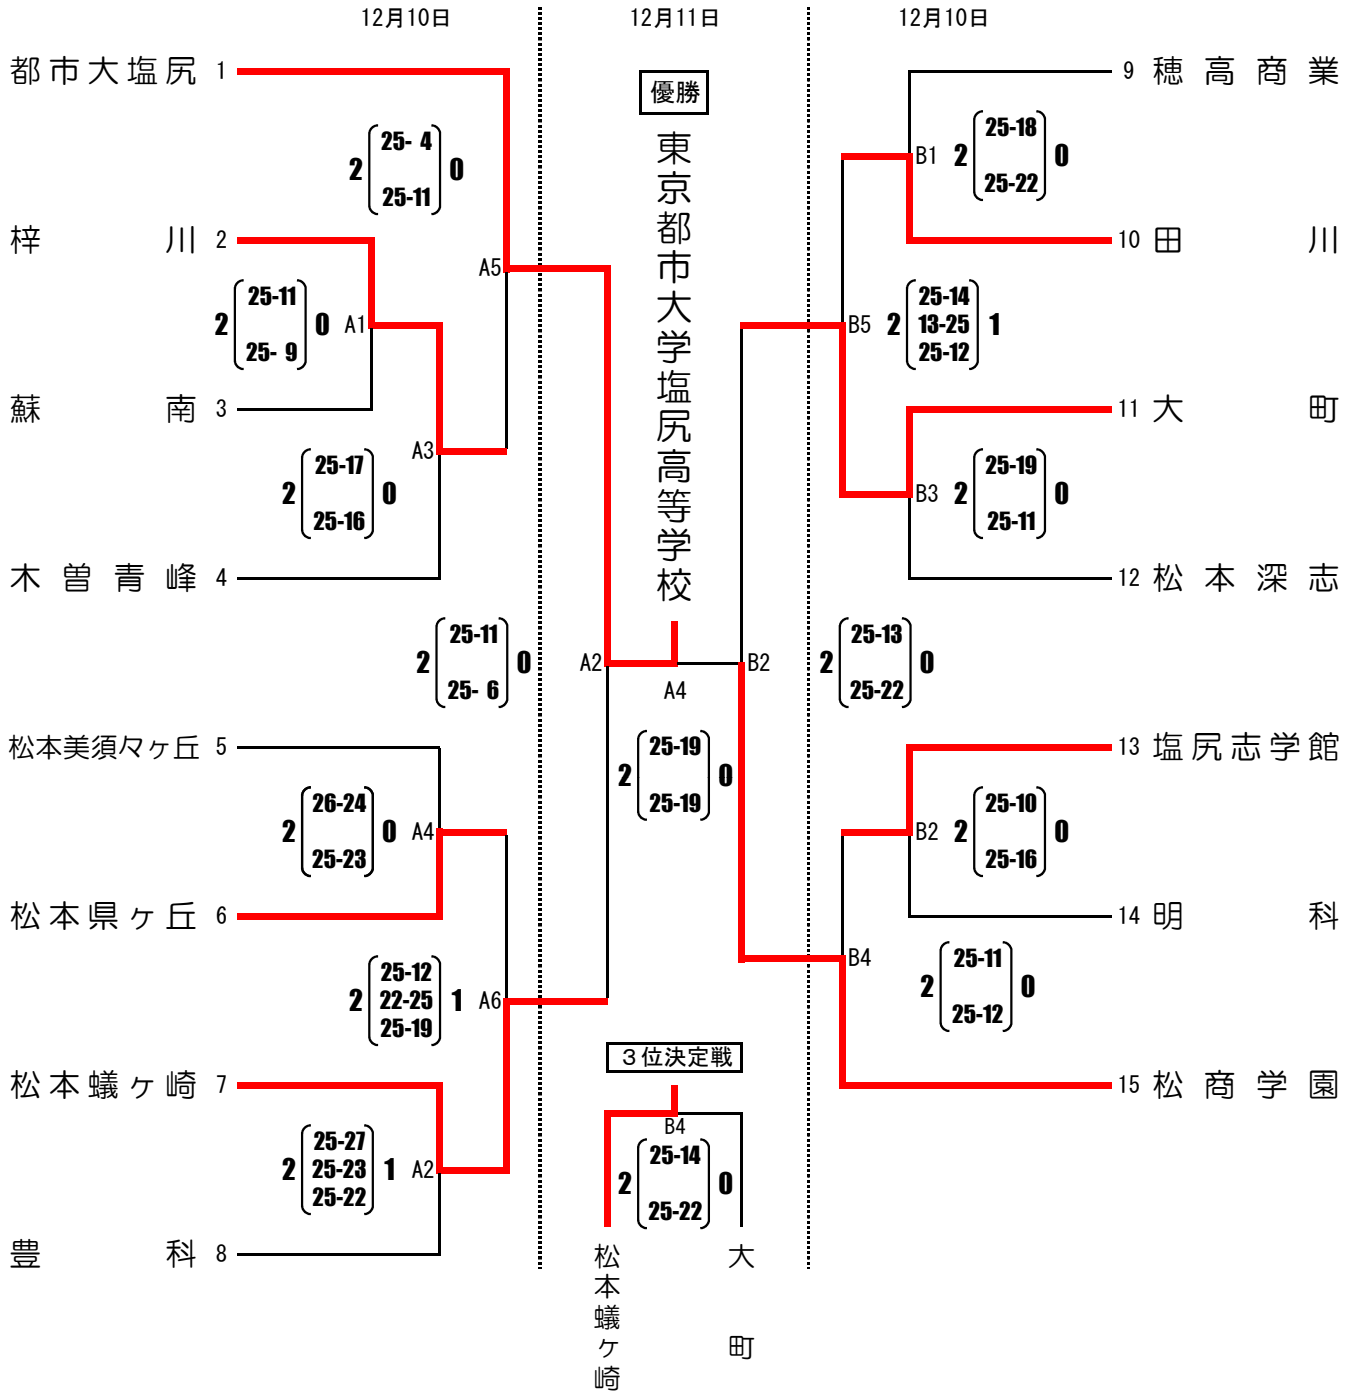 12月10日
12月11日
12月10日
都市大塩尻 1
優勝
東京都市大学塩尻高等学校
9 穂高商業
2 25- 4 0
25-11
B1 2 25-18 0
25-22
梓川 2
A5
10 田川
2 25-11 0 A1
25- 9
B5 2 25-14 1
13-25
25-12
蘇南 3
11 大町
A3
2 25-17 0
25-16
B3 2 25-19 0
25-11
木曽青峰 4
12 松本深志
2 25-11 0
25- 6
A2
A4
B2
2 25-13 0
25-22
松本美須々ヶ丘 5
2 25-19 0
25-19
13 塩尻志学館
2 26-24 0 A4
25-23
B2 2 25-10 0
25-16
松本県ヶ丘 6
14 明科
2 25-12 1 A6
22-25
25-19
B4
2 25-11 0
25-12
3位決定戦
松本蟻ヶ崎 7
15 松商学園
2 25-27 1 A2
25-23
25-22
B4
2 25-14 0
25-22
豊科 8
松本蟻ヶ崎
大町